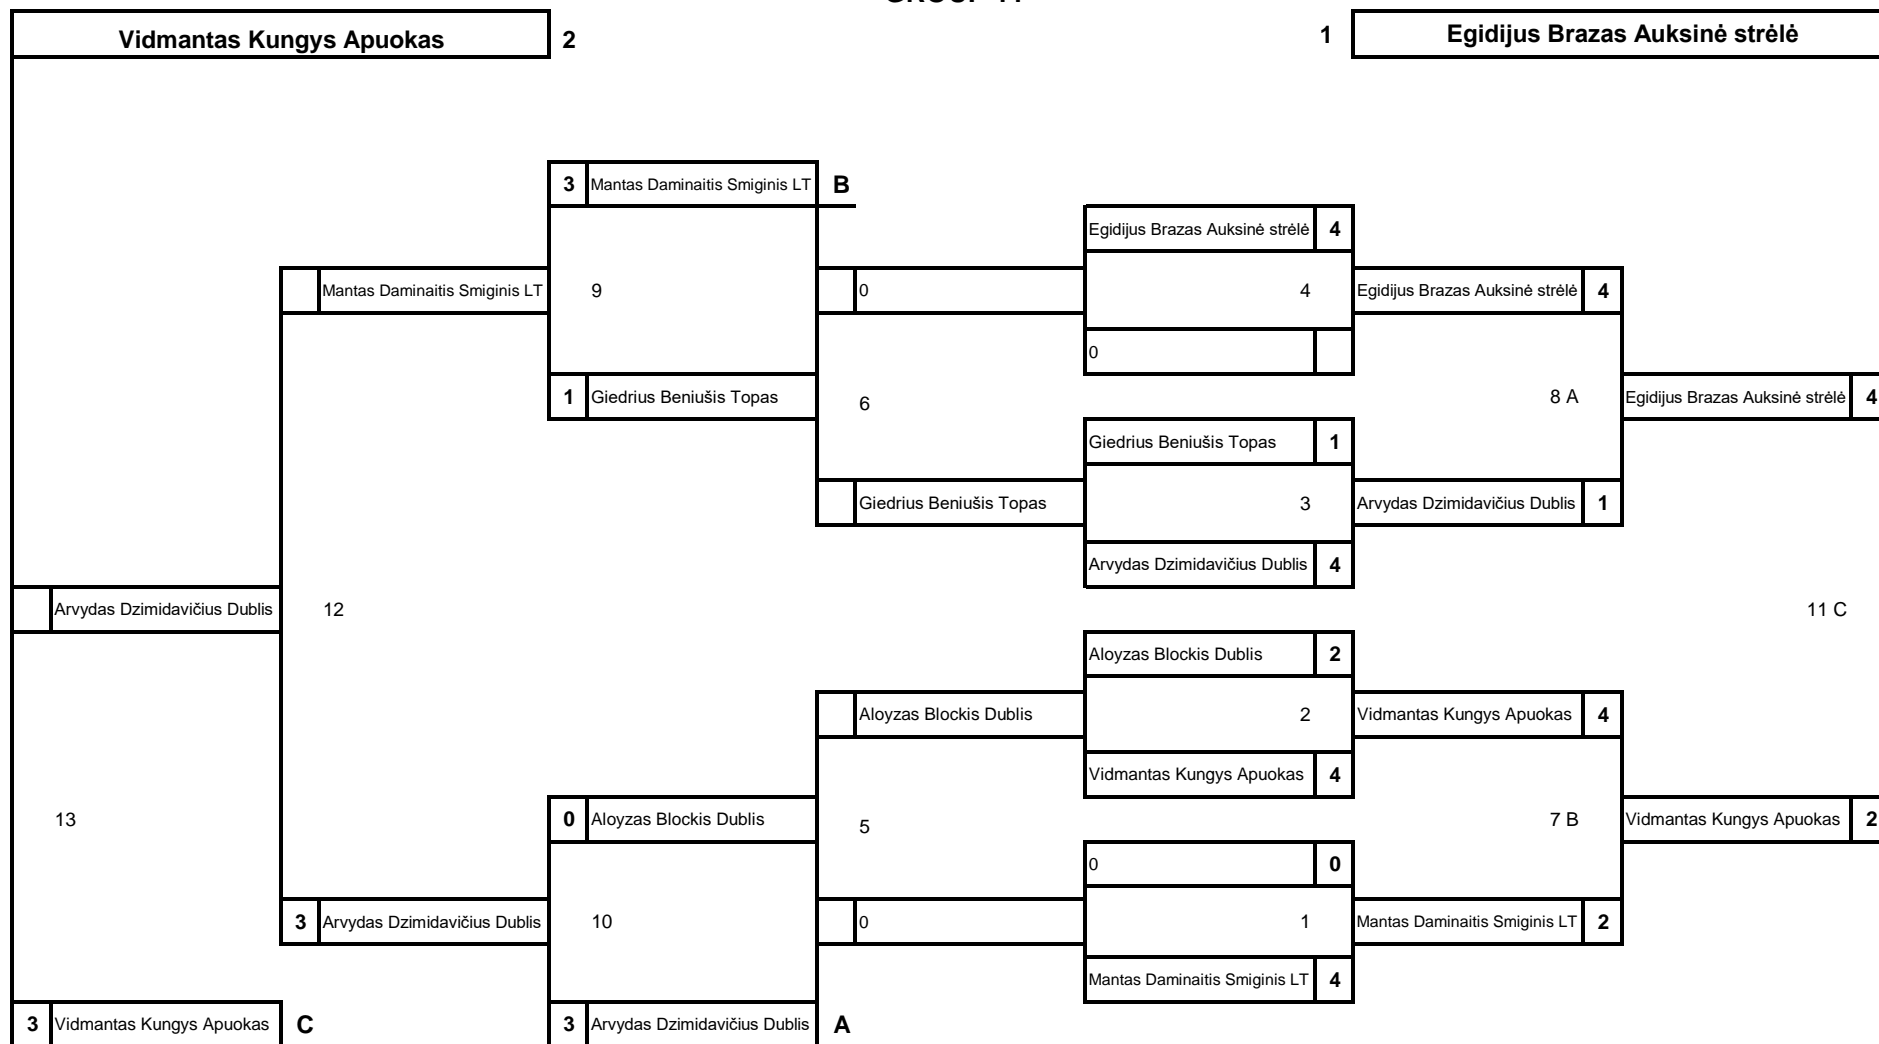 Vidmantas Kungys Apuokas 2 1 Egidijus Brazas Auksinė strėlė
3 Mantas Daminaitis Smiginis LT B
Egidijus Brazas Auksinė strėlė 4
Mantas Daminaitis Smiginis LT 9 0 4 Egidijus Brazas Auksinė strėlė 4
0
1 Giedrius Beniušis Topas 6 8 A Egidijus Brazas Auksinė strėlė 4
Giedrius Beniušis Topas 1
Giedrius Beniušis Topas 3 Arvydas Dzimidavičius Dublis 1
Arvydas Dzimidavičius Dublis 4
Arvydas Dzimidavičius Dublis 12 11 C
Aloyzas Blockis Dublis 2
Aloyzas Blockis Dublis 2 Vidmantas Kungys Apuokas 4
Vidmantas Kungys Apuokas 4
13 0 Aloyzas Blockis Dublis 5 7 B Vidmantas Kungys Apuokas 2
0 0
3 Arvydas Dzimidavičius Dublis 10 0 1 Mantas Daminaitis Smiginis LT 2
Mantas Daminaitis Smiginis LT 4
3 Vidmantas Kungys Apuokas C 3 Arvydas Dzimidavičius Dublis A